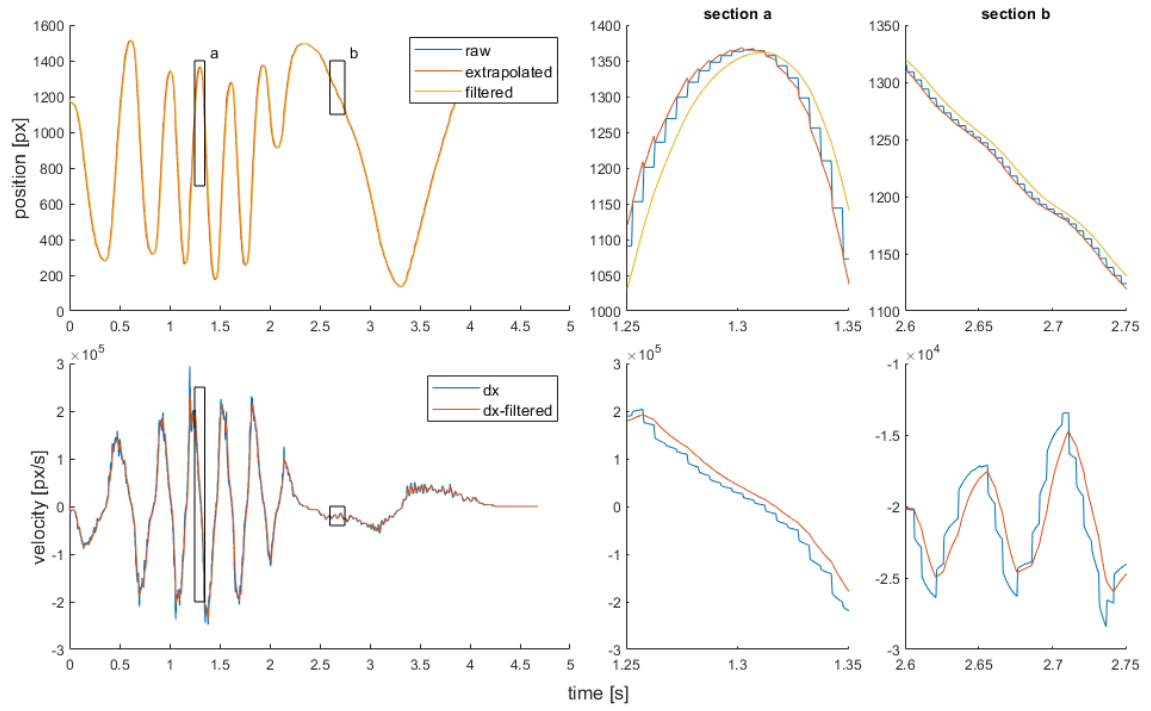 section a
section b
1600
1400
1200
1000
800
600
400
200
0
position [px]
a
b
raw
extrapolated
filtered
0 0.5 1 1.5 2 2.5 3 3.5 4 4.5 5
1400
1350
1300
1250
1200
1150
1100
1050
1000
1.25 1.3 1.35
1350
1300
1250
1200
1150
1100
2.6 2.65 2.7 2.75
×10⁵
3
2
1
0
-1
-2
-3
velocity [px/s]
dx
dx-filtered
0 0.5 1 1.5 2 2.5 3 3.5 4 4.5 5
×10⁵
3
2
1
0
-1
-2
-3
1.25 1.3 1.35
×10⁴
-1
-1.5
-2
-2.5
-3
2.6 2.65 2.7 2.75
time [s]